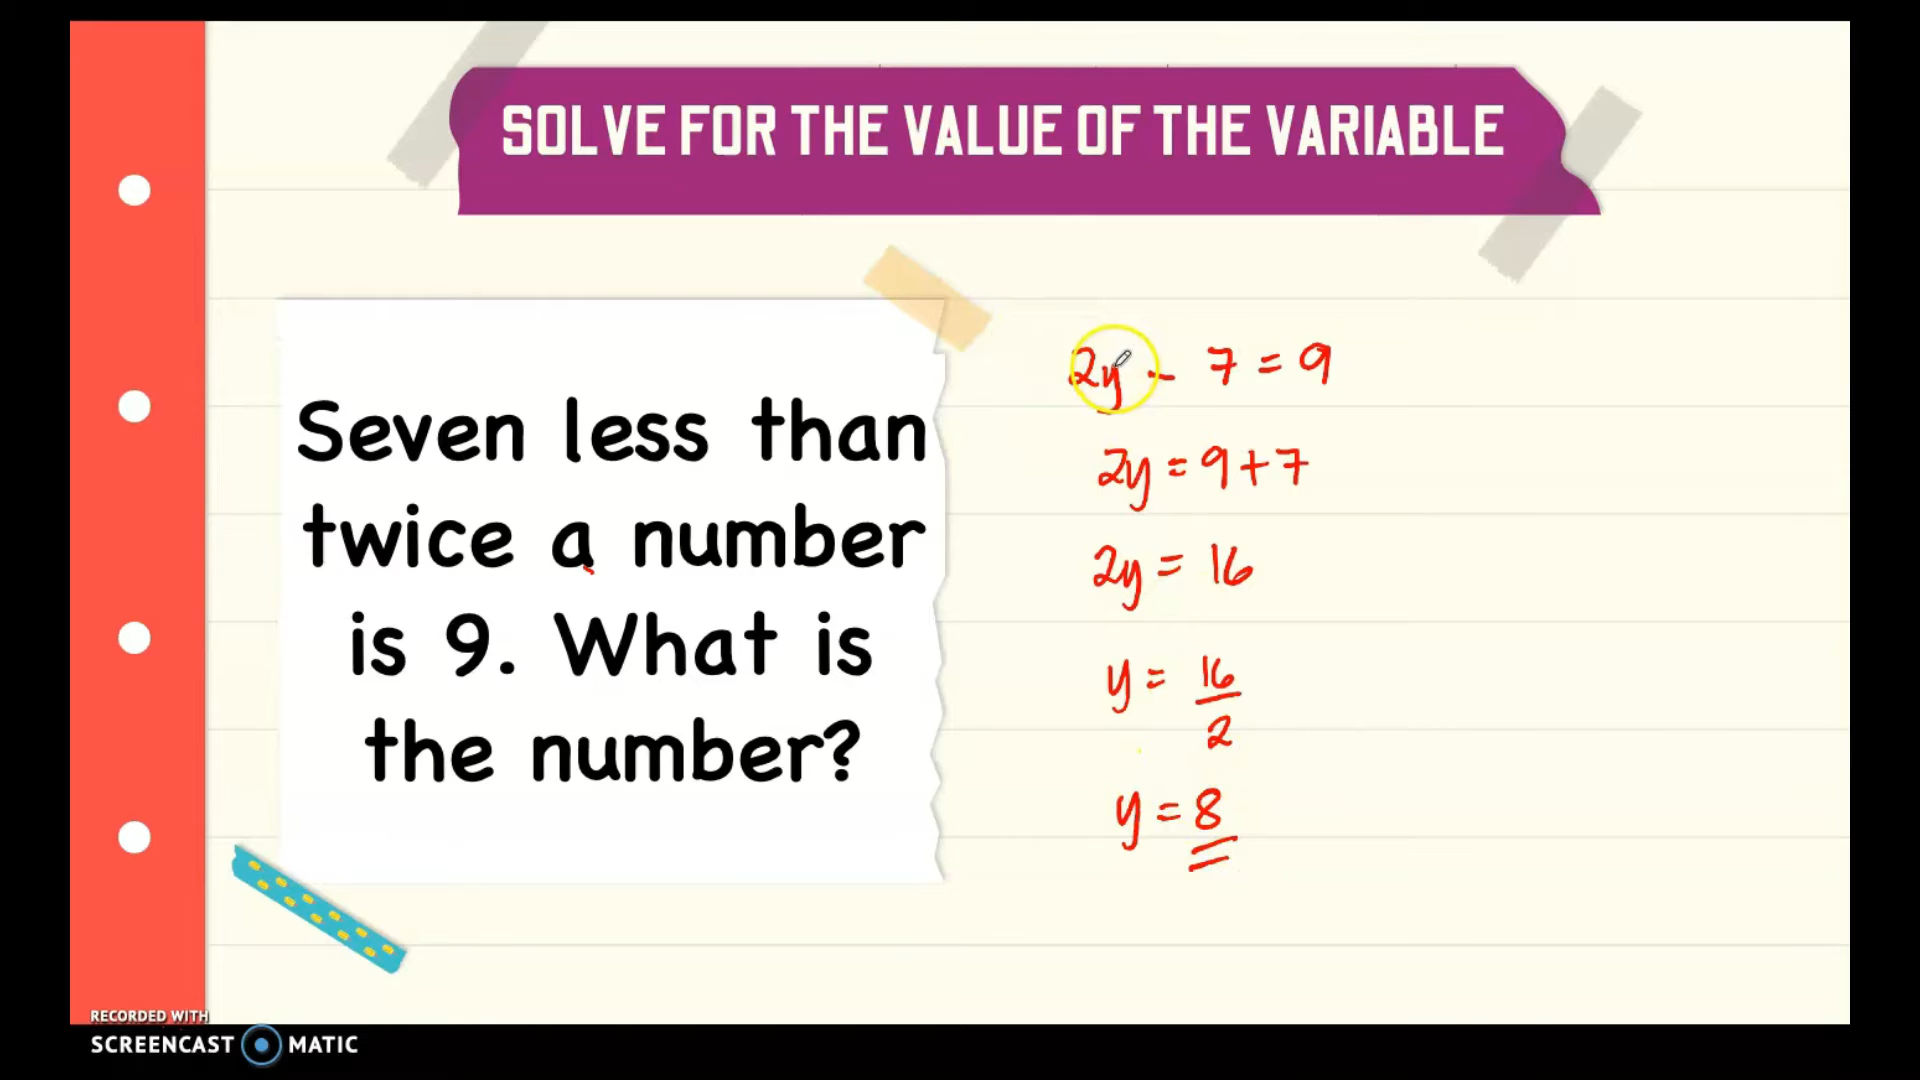 SOLVE FOR THE VALUE OF THE VARIABLE
Seven less than
twice a number
is 9. What is
the number?
2y - 7 = 9
2y = 9 + 7
2y = 16
y = 16
2
y = 8
RECORDED WITH
SCREENCAST MATIC